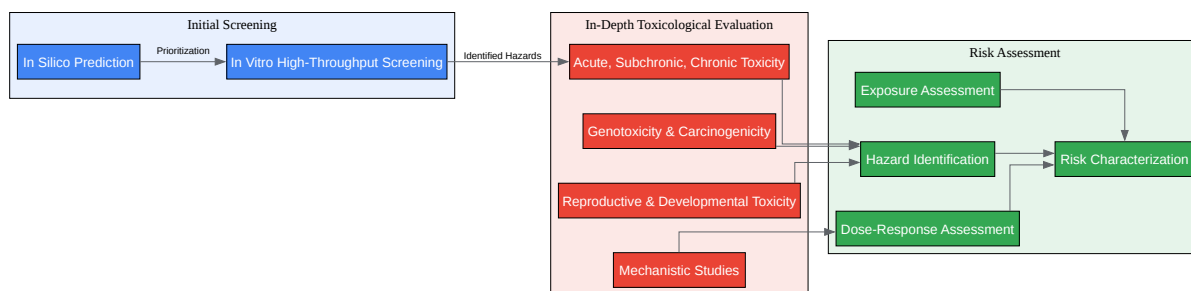 Initial Screening
In Silico Prediction
Prioritization
In Vitro High-Throughput Screening
Identified Hazards
In-Depth Toxicological Evaluation
Acute, Subchronic, Chronic Toxicity
Genotoxicity & Carcinogenicity
Reproductive & Developmental Toxicity
Mechanistic Studies
Risk Assessment
Exposure Assessment
Hazard Identification
Risk Characterization
Dose-Response Assessment